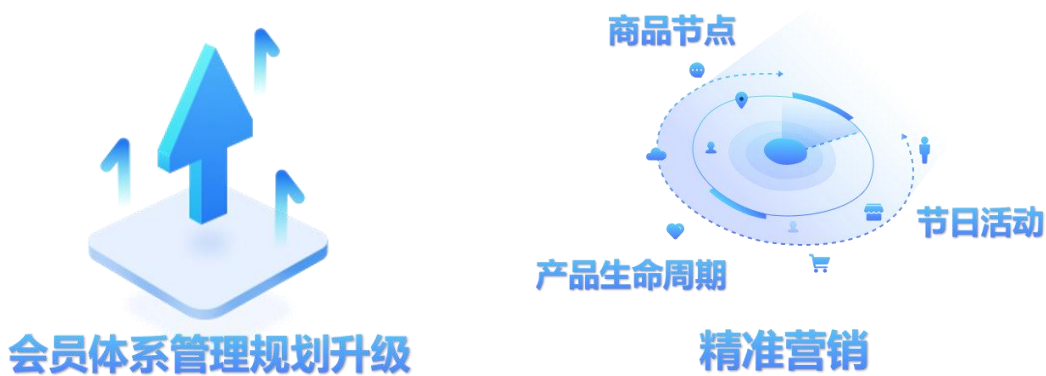 商品节点
节日活动
产品生命周期
会员体系管理规划升级
精准营销